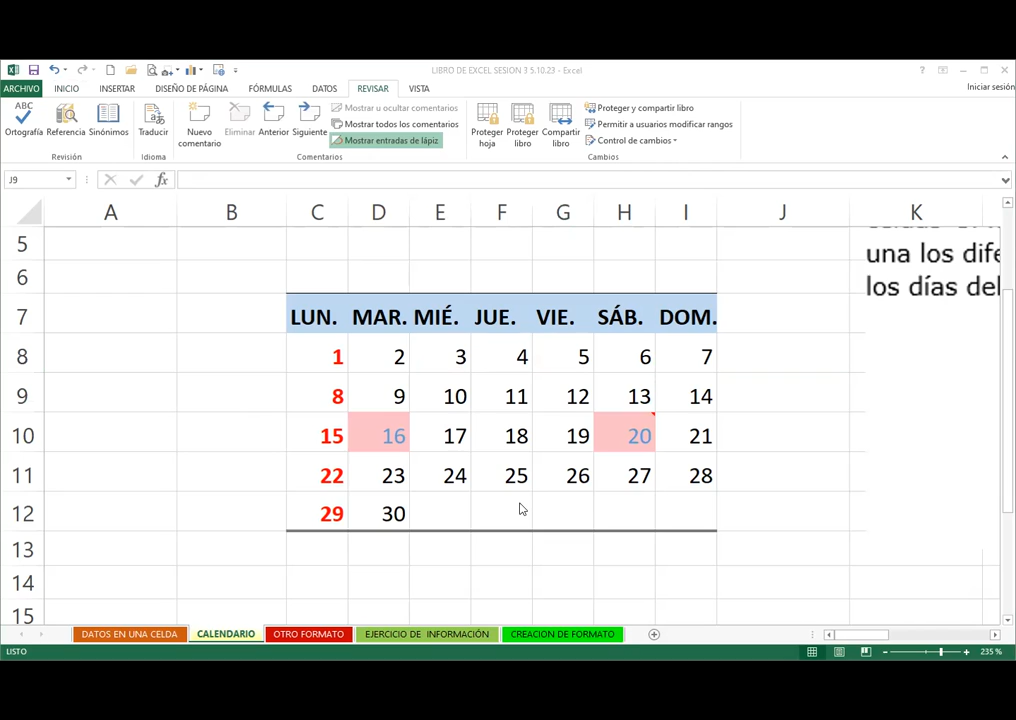 LIBRO DE EXCEL SESION 3 5.10.23 - Excel
ARCHIVO INICIO INSERTAR DISEÑO DE PÁGINA FÓRMULAS DATOS REVISAR VISTA Iniciar sesión
ABC
Ortografía Referencia Sinónimos Traducir Nuevo comentario Eliminar Anterior Siguiente
Mostrar u ocultar comentarios
Mostrar todos los comentarios
Mostrar entradas de lápiz
Proteger hoja Proteger libro Compartir libro
Proteger y compartir libro
Permitir a usuarios modificar rangos
Control de cambios
Revisión Idioma Comentarios Cambios
J9 fx
A B C D E F G H I J K
5 una los dife
6 los días del
7 LUN. MAR. MIÉ. JUE. VIE. SÁB. DOM.
8 1 2 3 4 5 6 7
9 8 9 10 11 12 13 14
10 15 16 17 18 19 20 21
11 22 23 24 25 26 27 28
12 29 30
13
14
15
DATOS EN UNA CELDA CALENDARIO OTRO FORMATO EJERCICIO DE INFORMACIÓN CREACION DE FORMATO
LISTO 235 %